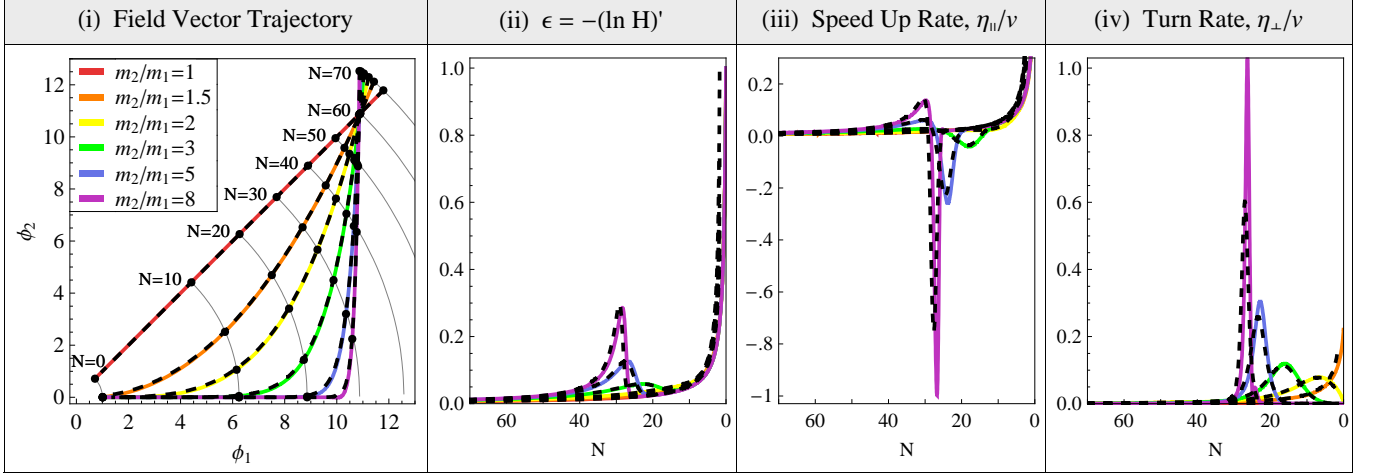 (i) Field Vector Trajectory
(ii) ϵ = −(ln H)'
(iii) Speed Up Rate, η∥/v
(iv) Turn Rate, η⊥/v
m₂/m₁=1
m₂/m₁=1.5
m₂/m₁=2
m₂/m₁=3
m₂/m₁=5
m₂/m₁=8
N=70
N=60
N=50
N=40
N=30
N=20
N=10
N=0
12
10
8
6
4
2
0
ϕ₂
0 2 4 6 8 10 12
ϕ₁
1.0
0.8
0.6
0.4
0.2
0.0
60 40 20 0
N
0.2
0.0
−.2
−.4
−.6
−.8
−1
60 40 20 0
N
1.0
0.8
0.6
0.4
0.2
0.0
60 40 20 0
N